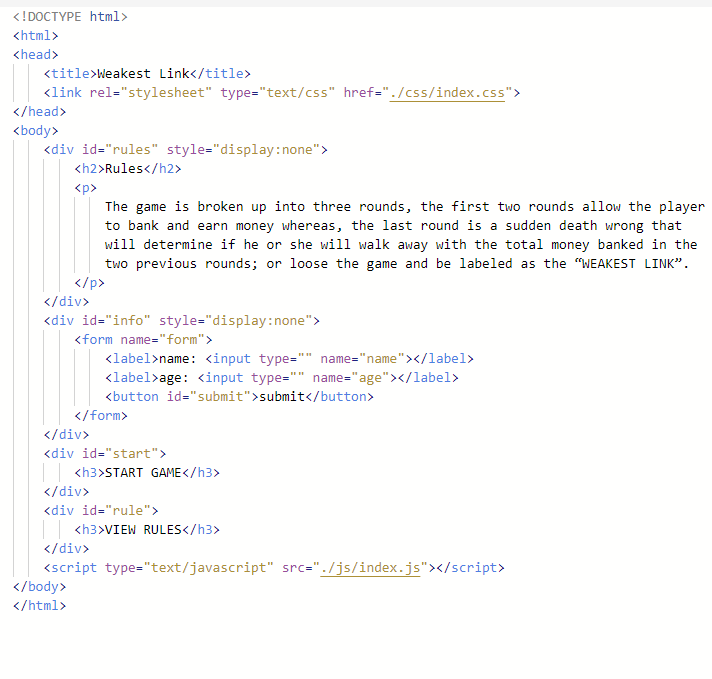 <!DOCTYPE html>
<html>
<head>
<title>Weakest Link</title>
<link rel="stylesheet" type="text/css" href="./css/index.css">
</head>
<body>
<div id="rules" style="display:none">
<h2>Rules</h2>
<p>
The game is broken up into three rounds, the first two rounds allow the player
to bank and earn money whereas, the last round is a sudden death wrong that
will determine if he or she will walk away with the total money banked in the
two previous rounds; or loose the game and be labeled as the “WEAKEST LINK”.
</p>
</div>
<div id="info" style="display:none">
<form name="form">
<label>name: <input type="" name="name"></label>
<label>age: <input type="" name="age"></label>
<button id="submit">submit</button>
</form>
</div>
<div id="start">
<h3>START GAME</h3>
</div>
<div id="rule">
<h3>VIEW RULES</h3>
</div>
<script type="text/javascript" src="./js/index.js"></script>
</body>
</html>